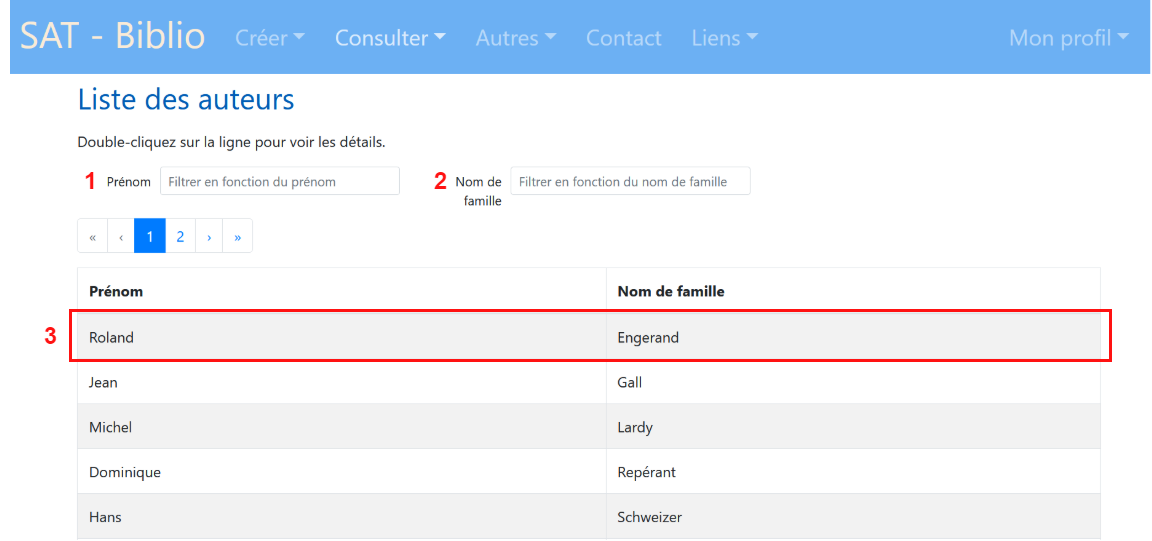 SAT - Biblio Créer Consulter Autres Contact Liens Mon profil
Liste des auteurs
Double-cliquez sur la ligne pour voir les détails.
1 Prénom Filtrer en fonction du prénom 2 Nom de famille Filtrer en fonction du nom de famille
« ‹ 1 2 › »
Prénom Nom de famille
3 Roland Engerand
Jean Gall
Michel Lardy
Dominique Repérant
Hans Schweizer